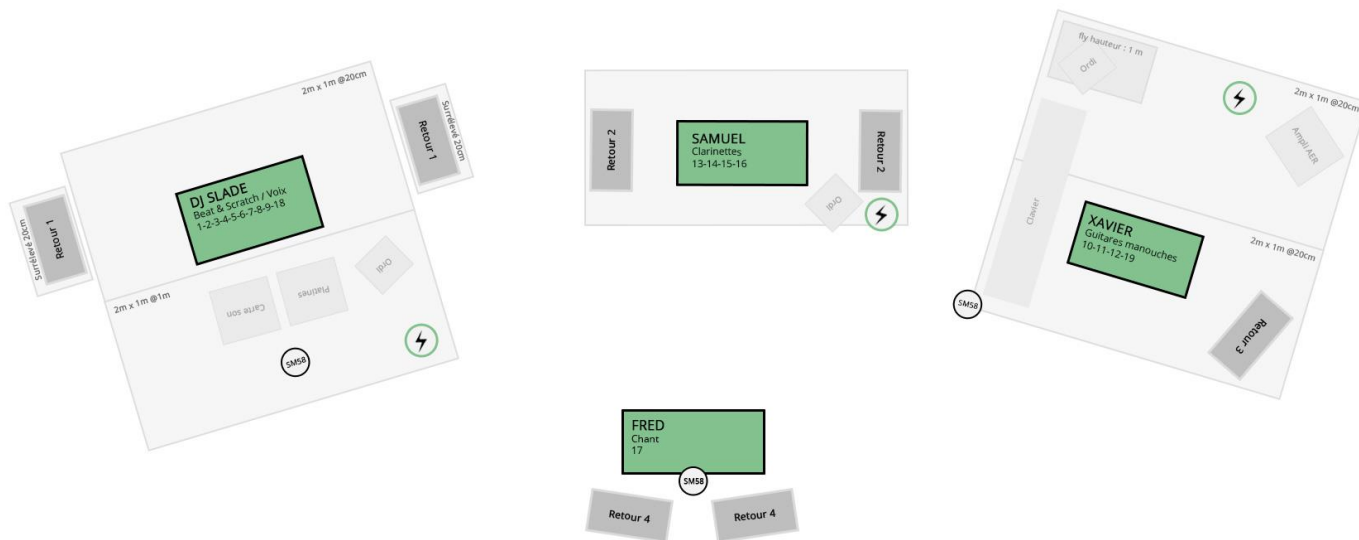 2m x 1m @20cm
Surrélevé 20cm
Retour 1
DJ SLADE
Beat & Scratch / Voix
1-2-3-4-5-6-7-8-9-18
Surrélevé 20cm
Retour 1
2m x 1m @1m
Ordi
Platines
Carte son
SM58
Retour 2
SAMUEL
Clarinettes
13-14-15-16
Retour 2
Ordi
fly hauteur : 1 m
Ordi
2m x 1m @20cm
Ampli AER
Clavier
XAVIER
Guitares manouches
10-11-12-19
2m x 1m @20cm
SM58
Retour 3
FRED
Chant
17
SM58
Retour 4
Retour 4